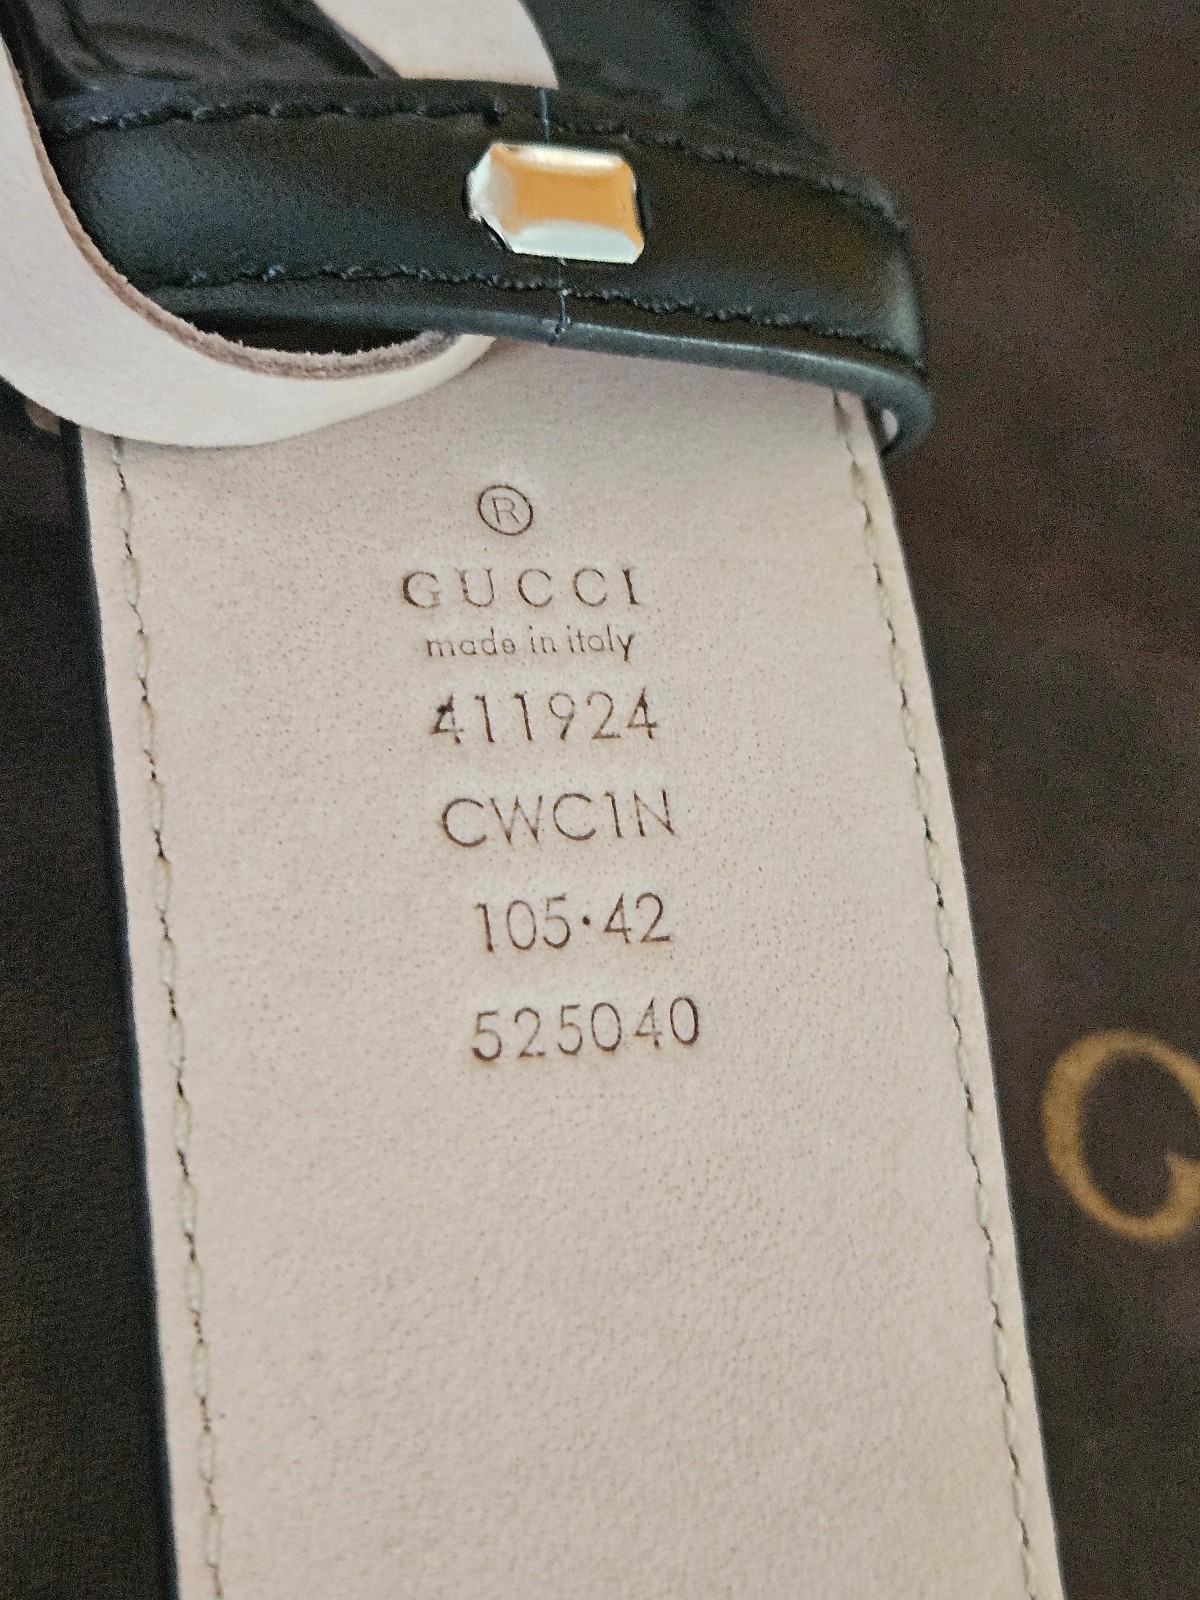 ®
GUCCI
made in italy
411924
CWC1N
105·42
525040
G